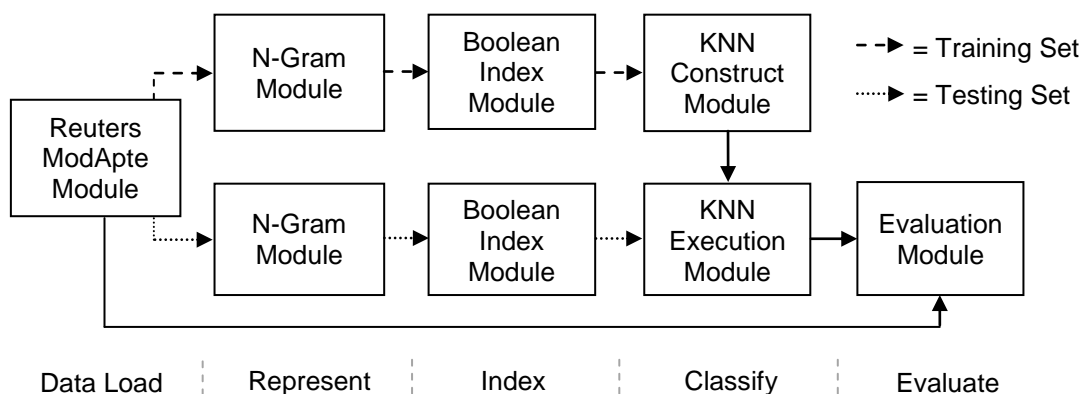 Reuters
ModApte
Module
N-Gram
Module
Boolean
Index
Module
KNN
Construct
Module
= Training Set
= Testing Set
N-Gram
Module
Boolean
Index
Module
KNN
Execution
Module
Evaluation
Module
Data Load
Represent
Index
Classify
Evaluate